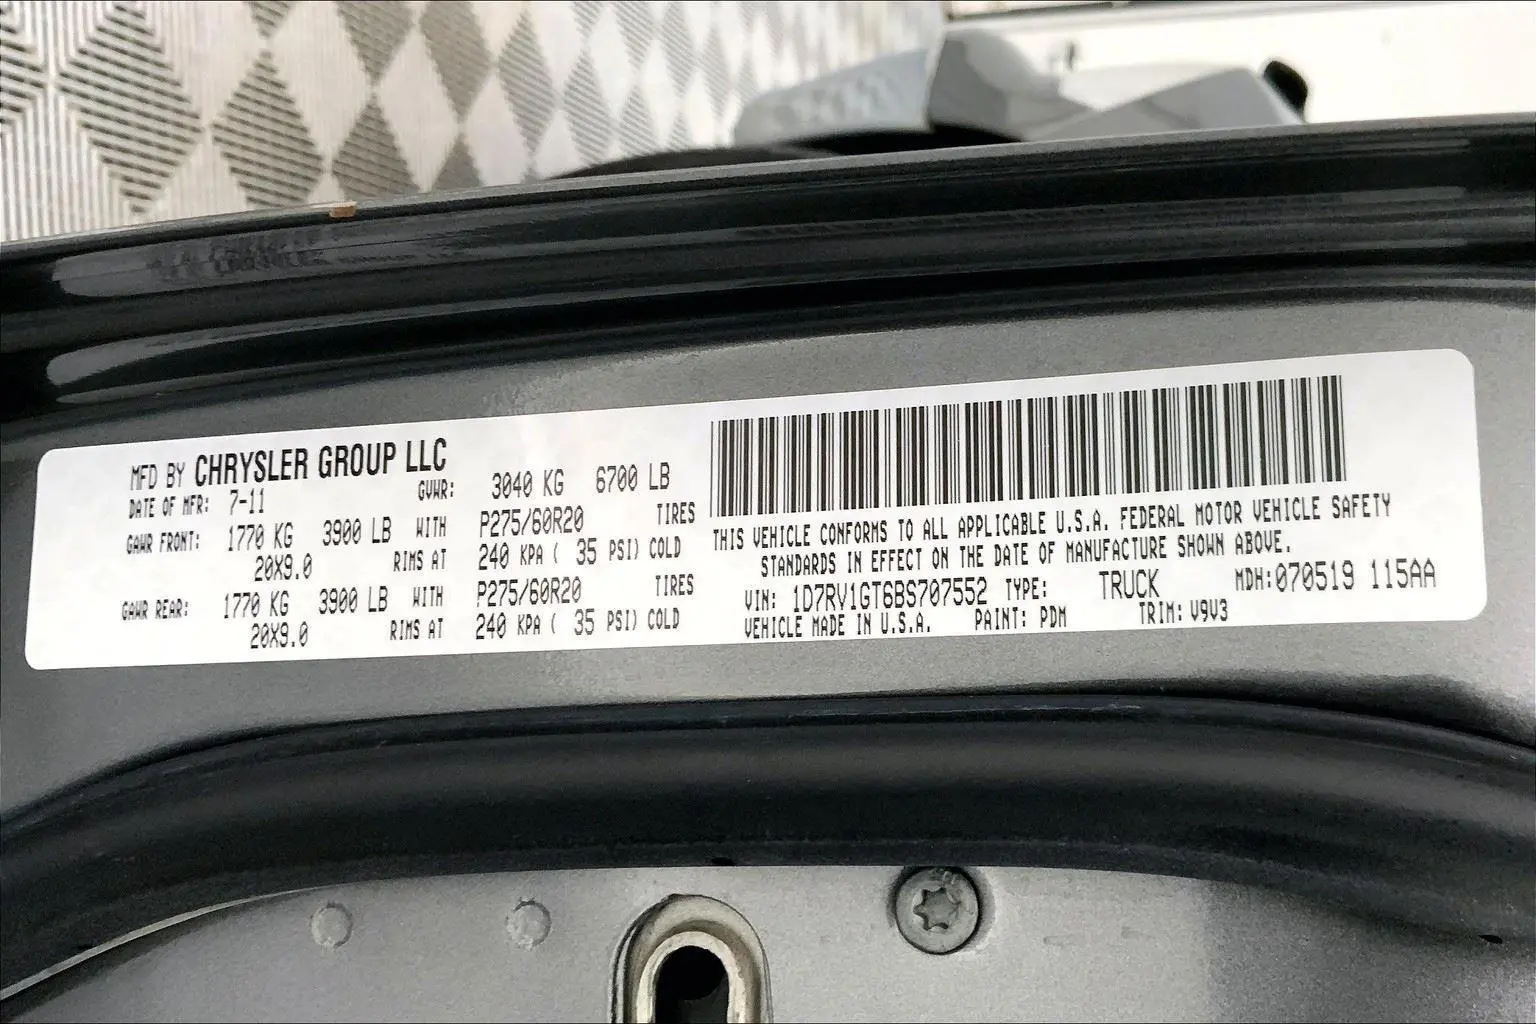 MFD BY CHRYSLER GROUP LLC
DATE OF MFR: 7-11 GVWR: 3040 KG 6700 LB
GAWR FRONT: 1770 KG 3900 LB WITH P275/60R20 TIRES
20X9.0 RIMS AT 240 KPA ( 35 PSI) COLD
GAWR REAR: 1770 KG 3900 LB WITH P275/60R20 TIRES
20X9.0 RIMS AT 240 KPA ( 35 PSI) COLD
THIS VEHICLE CONFORMS TO ALL APPLICABLE U.S.A. FEDERAL MOTOR VEHICLE SAFETY
STANDARDS IN EFFECT ON THE DATE OF MANUFACTURE SHOWN ABOVE.
VIN: 1D7RV1GT6BS707552 TYPE: TRUCK MDH:070519 115AA
VEHICLE MADE IN U.S.A. PAINT: PDM TRIM: V9V3